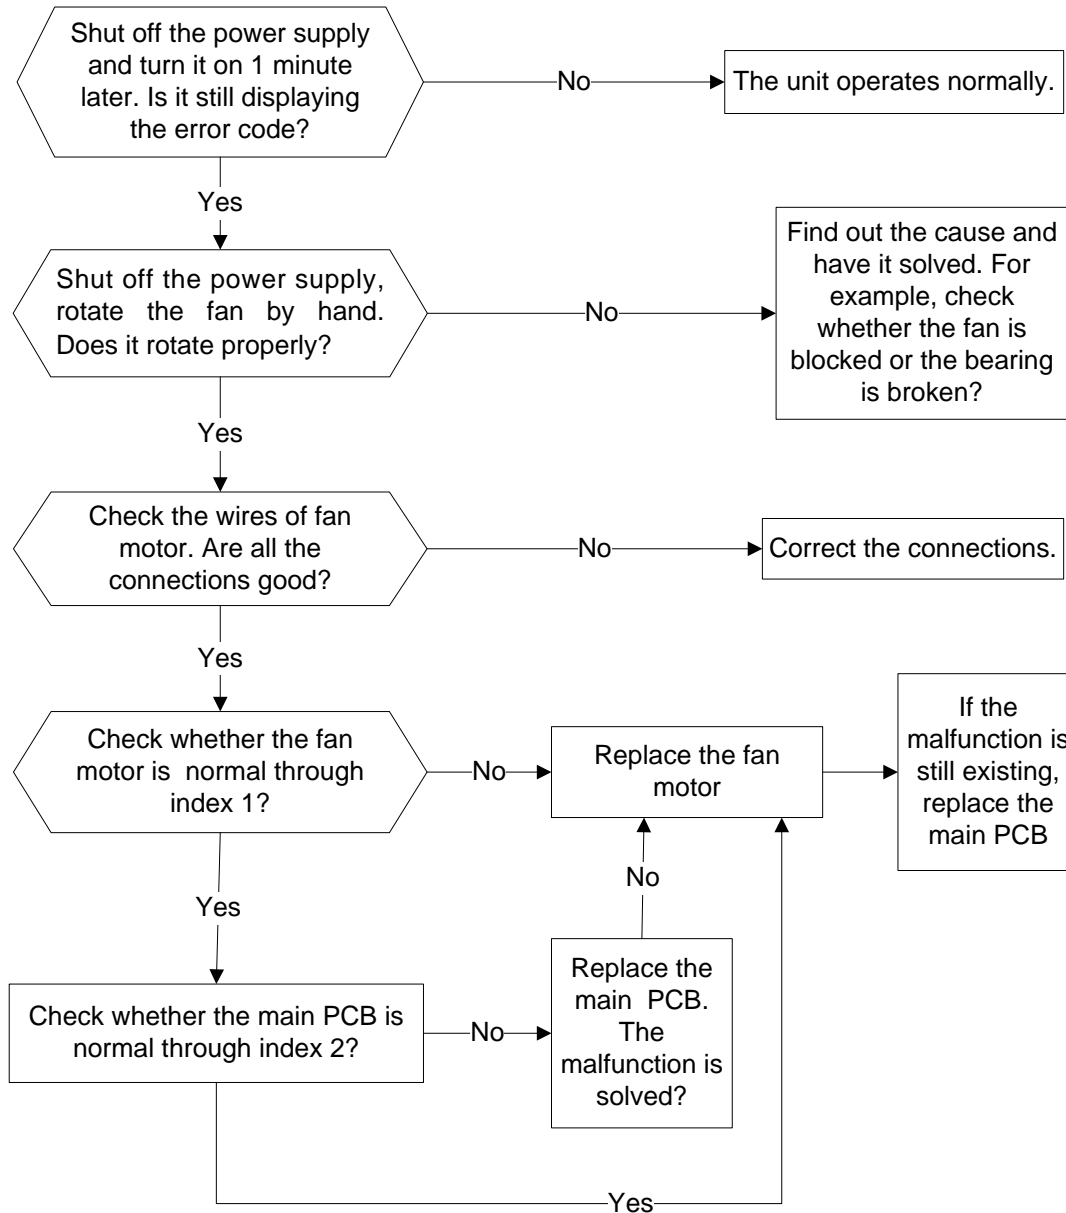 Shut off the power supply
and turn it on 1 minute
later. Is it still displaying
the error code?
No
The unit operates normally.
Yes
Shut off the power supply,
rotate the fan by hand.
Does it rotate properly?
No
Find out the cause and
have it solved. For
example, check
whether the fan is
blocked or the bearing
is broken?
Yes
Check the wires of fan
motor. Are all the
connections good?
No
Correct the connections.
Yes
Check whether the fan
motor is normal through
index 1?
No
Replace the fan
motor
If the
malfunction is
still existing,
replace the
main PCB
Yes
No
Check whether the main PCB is
normal through index 2?
No
Replace the
main PCB.
The
malfunction is
solved?
Yes